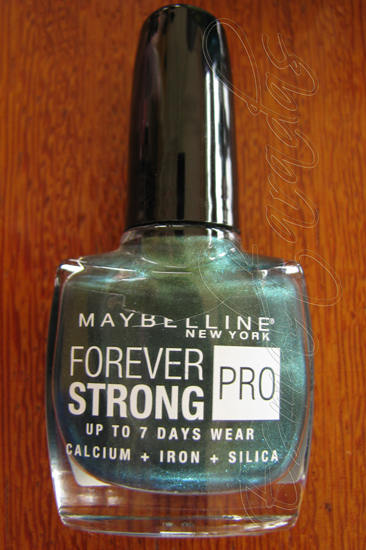 MAYBELLINE®
NEW YORK
FOREVER
STRONG PRO
UP TO 7 DAYS WEAR
CALCIUM + IRON + SILICA